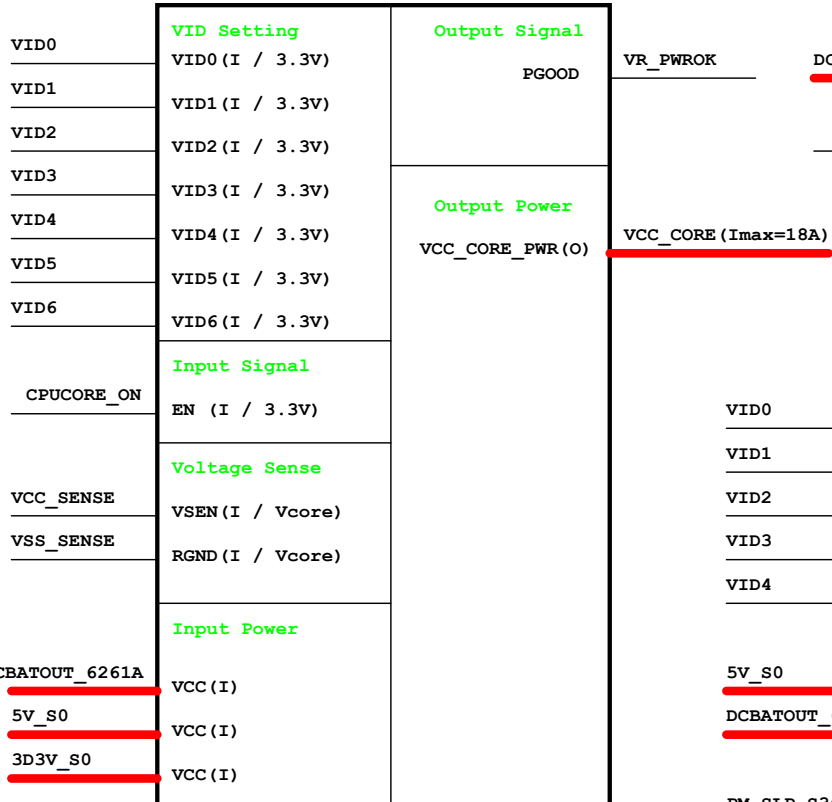 VID0
VID1
VID2
VID3
VID4
VID5
VID6
CPUCORE_ON
VCC_SENSE
VSS_SENSE
CBATOUT_6261A
5V_S0
3D3V_S0
VID Setting
VID0(I / 3.3V)
VID1(I / 3.3V)
VID2(I / 3.3V)
VID3(I / 3.3V)
VID4(I / 3.3V)
VID5(I / 3.3V)
VID6(I / 3.3V)
Input Signal
EN (I / 3.3V)
Voltage Sense
VSEN(I / Vcore)
RGND(I / Vcore)
Input Power
VCC(I)
VCC(I)
VCC(I)
Output Signal
PGOOD
Output Power
VCC_CORE_PWR(O)
VR_PWROK
VCC_CORE(Imax=18A)
DC
VID0
VID1
VID2
VID3
VID4
5V_S0
DCBATOUT_